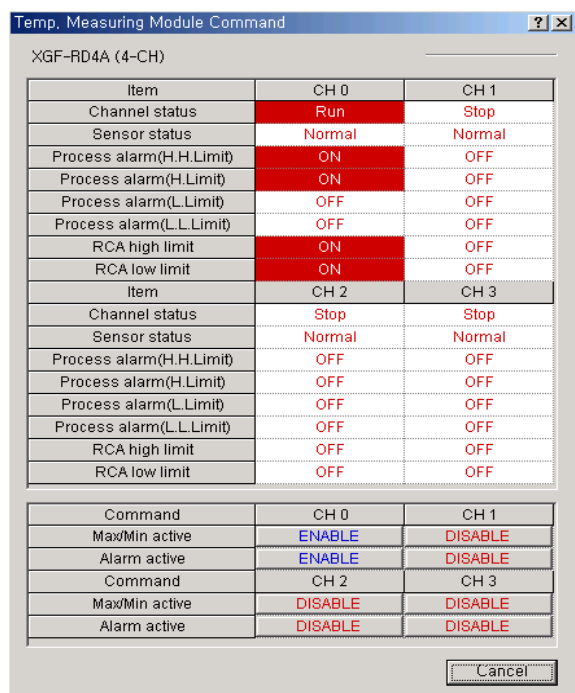 Temp, Measuring Module Command
XGF-RD4A (4-CH)
Item CH 0 CH 1
Channel status Run Stop
Sensor status Normal Normal
Process alarm(H.H.Limit) ON OFF
Process alarm(H.Limit) ON OFF
Process alarm(L.Limit) OFF OFF
Process alarm(L.L.Limit) OFF OFF
RCA high limit ON OFF
RCA low limit ON OFF
Item CH 2 CH 3
Channel status Stop Stop
Sensor status Normal Normal
Process alarm(H.H.Limit) OFF OFF
Process alarm(H.Limit) OFF OFF
Process alarm(L.Limit) OFF OFF
Process alarm(L.L.Limit) OFF OFF
RCA high limit OFF OFF
RCA low limit OFF OFF
Command CH 0 CH 1
Max/Min active ENABLE DISABLE
Alarm active ENABLE DISABLE
Command CH 2 CH 3
Max/Min active DISABLE DISABLE
Alarm active DISABLE DISABLE
Cancel